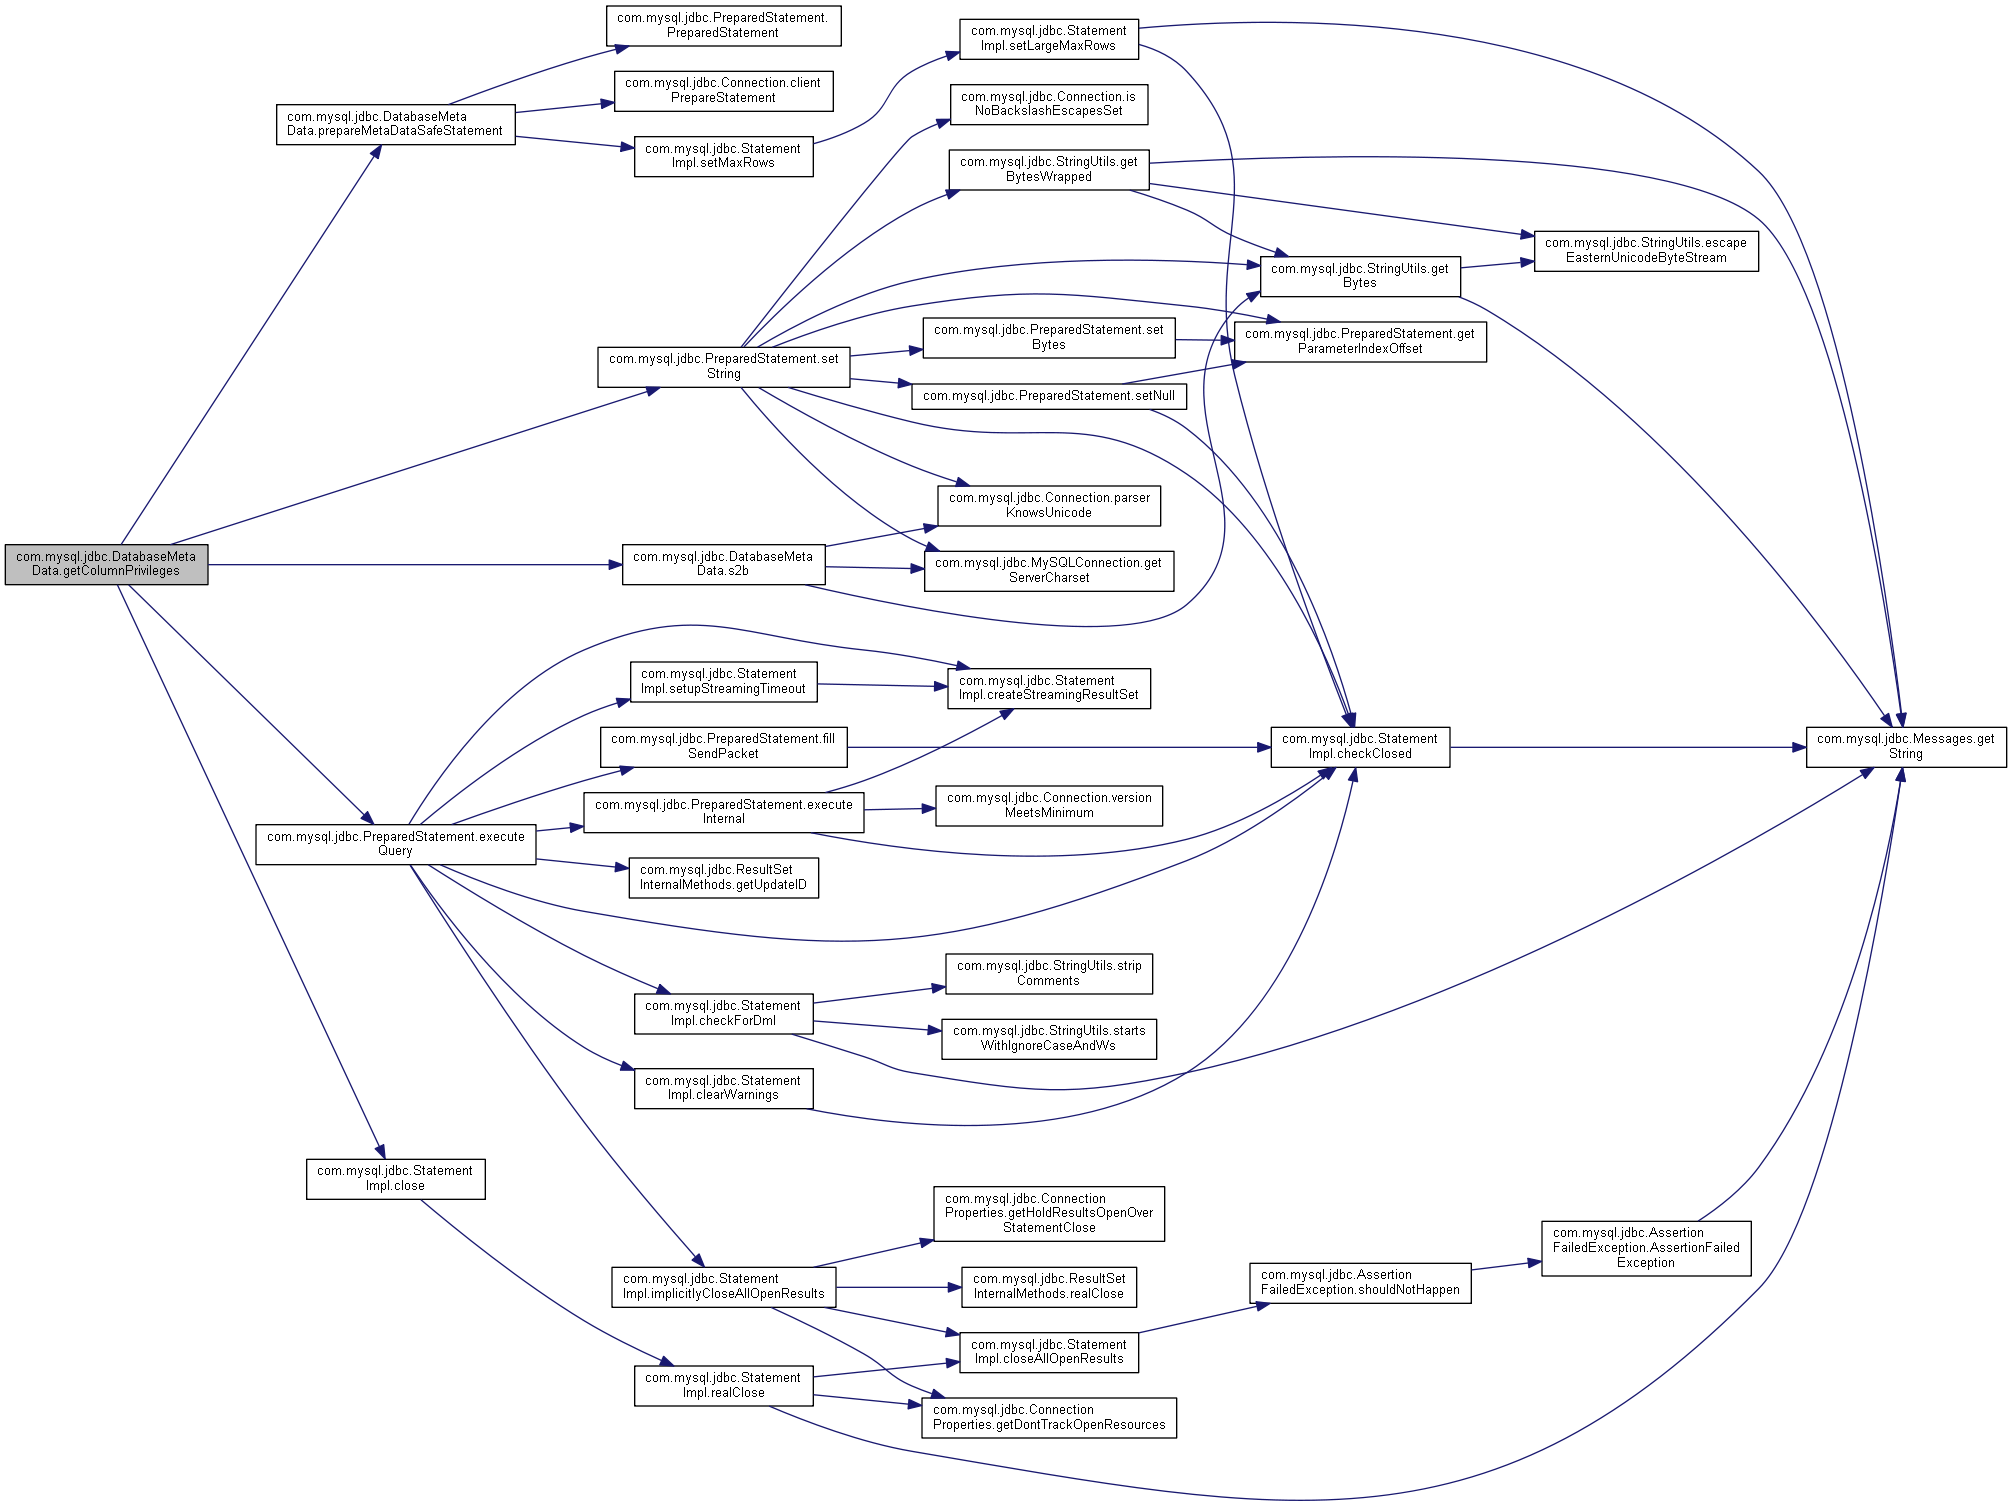 com.mysql.jdbc.PreparedStatement.
PreparedStatement
com.mysql.jdbc.Statement
Impl.setLargeMaxRows
com.mysql.jdbc.Connection.client
PrepareStatement
com.mysql.jdbc.Connection.is
NoBackslashEscapesSet
com.mysql.jdbc.DatabaseMeta
Data.prepareMetaDataSafeStatement
com.mysql.jdbc.Statement
Impl.setMaxRows
com.mysql.jdbc.StringUtils.get
BytesWrapped
com.mysql.jdbc.StringUtils.escape
EasternUnicodeByteStream
com.mysql.jdbc.StringUtils.get
Bytes
com.mysql.jdbc.PreparedStatement.set
Bytes
com.mysql.jdbc.PreparedStatement.get
ParameterIndexOffset
com.mysql.jdbc.PreparedStatement.set
String
com.mysql.jdbc.PreparedStatement.setNull
com.mysql.jdbc.Connection.parser
KnowsUnicode
com.mysql.jdbc.DatabaseMeta
Data.getColumnPrivileges
com.mysql.jdbc.DatabaseMeta
Data.s2b
com.mysql.jdbc.MySQLConnection.get
ServerCharset
com.mysql.jdbc.Statement
Impl.setupStreamingTimeout
com.mysql.jdbc.Statement
Impl.createStreamingResultSet
com.mysql.jdbc.PreparedStatement.fill
SendPacket
com.mysql.jdbc.Statement
Impl.checkClosed
com.mysql.jdbc.Messages.get
String
com.mysql.jdbc.PreparedStatement.execute
Internal
com.mysql.jdbc.Connection.version
MeetsMinimum
com.mysql.jdbc.PreparedStatement.execute
Query
com.mysql.jdbc.ResultSet
InternalMethods.getUpdateID
com.mysql.jdbc.StringUtils.strip
Comments
com.mysql.jdbc.Statement
Impl.checkForDml
com.mysql.jdbc.StringUtils.starts
WithIgnoreCaseAndWs
com.mysql.jdbc.Statement
Impl.clearWarnings
com.mysql.jdbc.Statement
Impl.close
com.mysql.jdbc.Connection
Properties.getHoldResultsOpenOver
StatementClose
com.mysql.jdbc.Assertion
FailedException.AssertionFailed
Exception
com.mysql.jdbc.Statement
Impl.implicitlyCloseAllOpenResults
com.mysql.jdbc.ResultSet
InternalMethods.realClose
com.mysql.jdbc.Assertion
FailedException.shouldNotHappen
com.mysql.jdbc.Statement
Impl.closeAllOpenResults
com.mysql.jdbc.Statement
Impl.realClose
com.mysql.jdbc.Connection
Properties.getDontTrackOpenResources